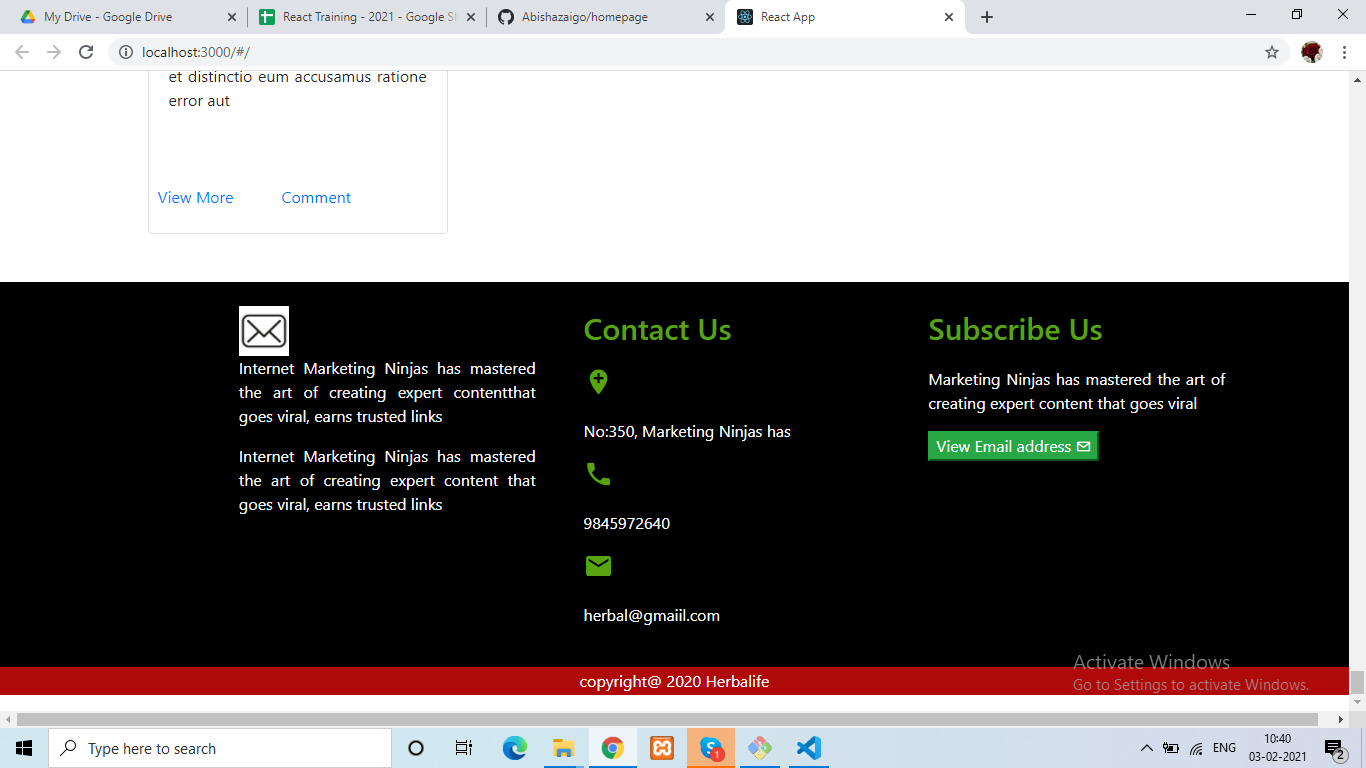 My Drive - Google Drive
React Training - 2021 - Google Sh
Abishazaigo/homepage
React App
localhost:3000/#/
et distinctio eum accusamus ratione
error aut
View More
Comment
Internet Marketing Ninjas has mastered
the art of creating expert contentthat
goes viral, earns trusted links
Internet Marketing Ninjas has mastered
the art of creating expert content that
goes viral, earns trusted links
Contact Us
No:350, Marketing Ninjas has
9845972640
herbal@gmaiil.com
Subscribe Us
Marketing Ninjas has mastered the art of
creating expert content that goes viral
View Email address
copyright@ 2020 Herbalife
Activate Windows
Go to Settings to activate Windows.
Type here to search
1
ENG
10:40
03-02-2021
2